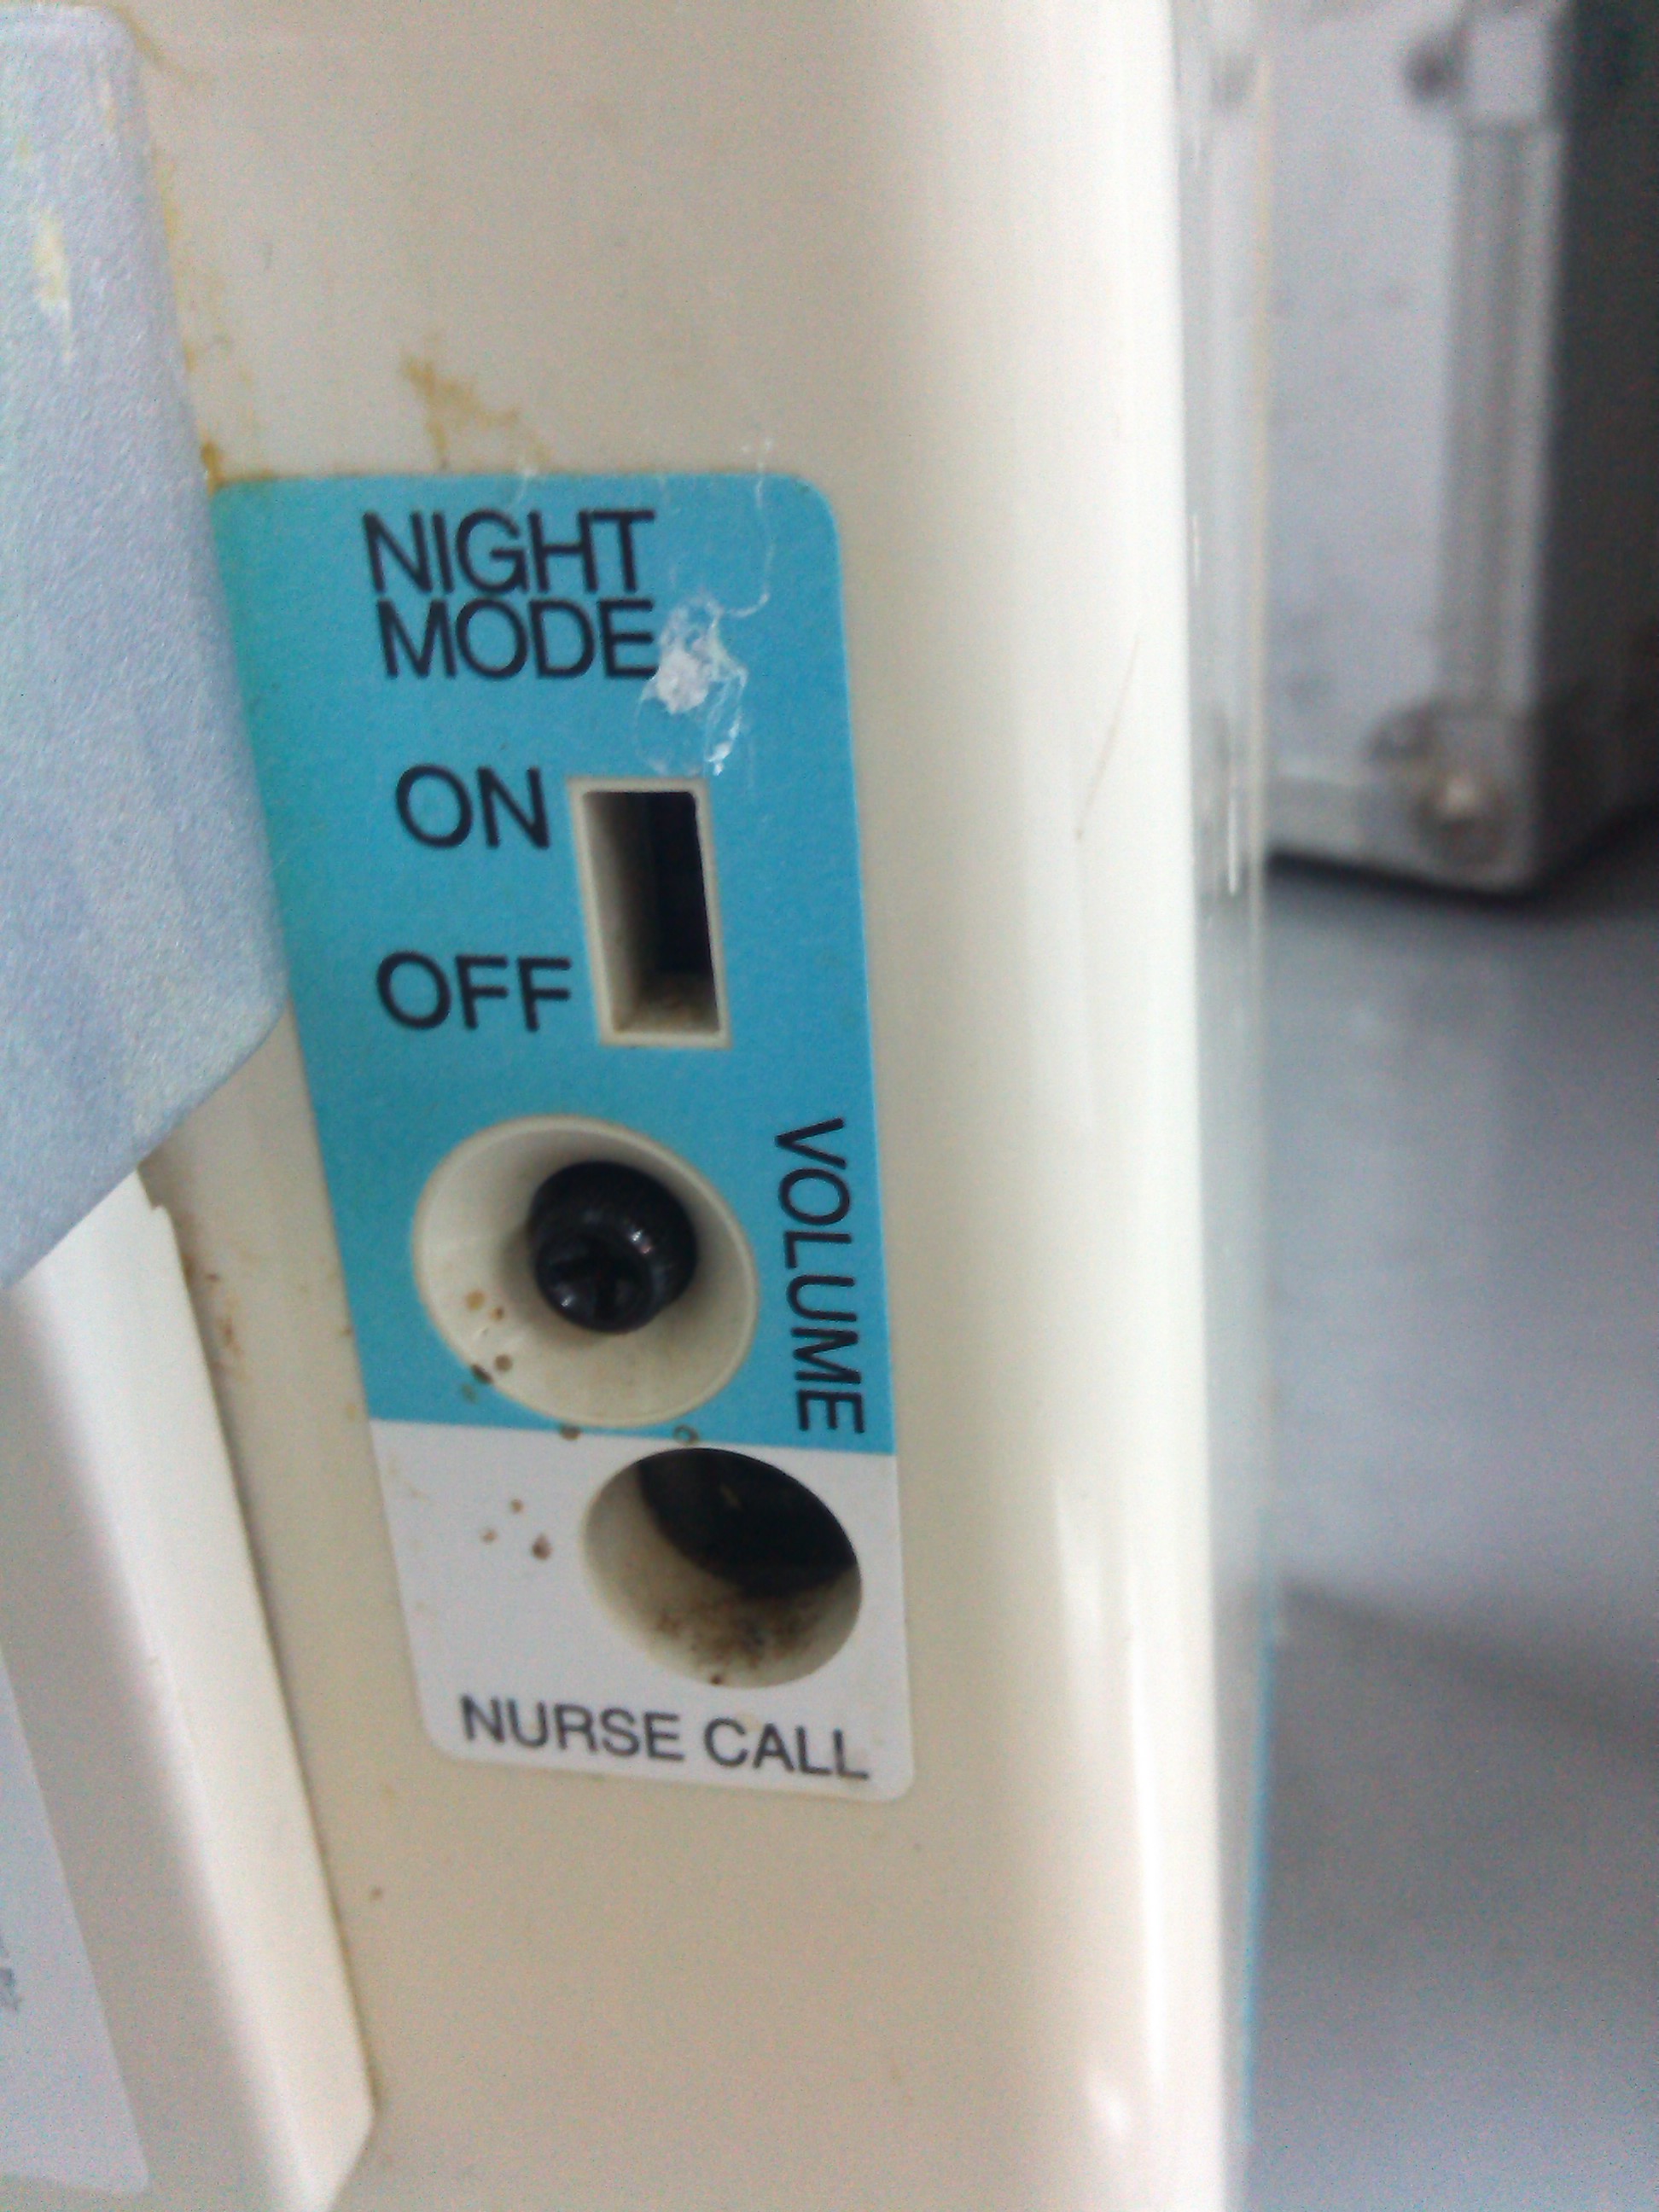 NIGHT
MODE
ON
OFF
VOLUME
NURSE CALL